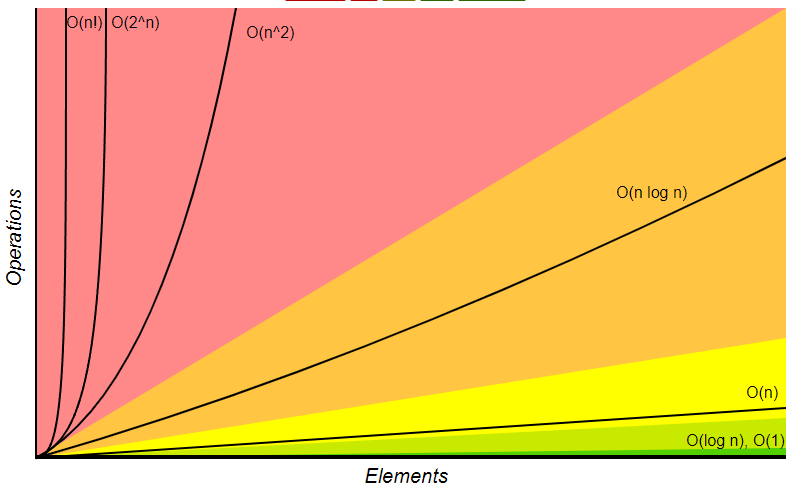 O(n!) O(2^n)
O(n^2)
O(n log n)
Operations
O(n)
O(log n), O(1)
Elements